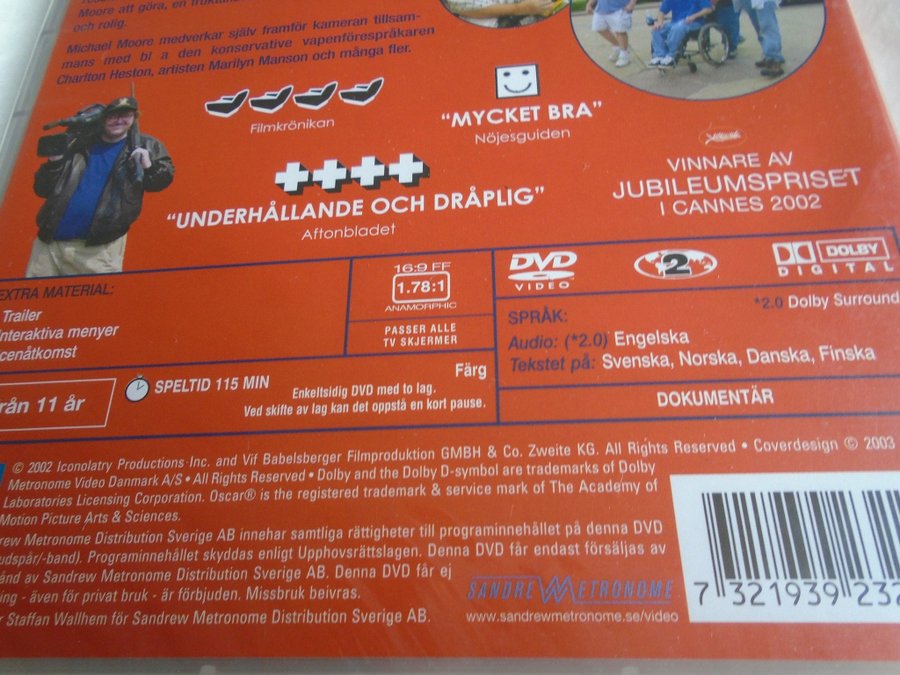 Moore att göra, en
och rolig.
Michael Moore medverkar själv framför kameran tillsam-
mans med bl a den konservative vapenförespråkaren
Charlton Heston, artisten Marilyn Manson och många fler.
Filmkrönikan
"MYCKET BRA"
Nöjesguiden
"UNDERHÅLLANDE OCH DRÅPLIG"
Aftonbladet
VINNARE AV
JUBILEUMSPRISET
I CANNES 2002
EXTRA MATERIAL:
Trailer
Interaktiva menyer
cenåtkomst
16:9 FF
1.78:1
ANAMORPHIC
PASSER ALLE
TV SKJERMER
DVD
VIDEO
2
DOLBY
DIGITAL
*2.0 Dolby Surround
SPRÅK:
Audio: (*2.0) Engelska
Tekstet på: Svenska, Norska, Danska, Finska
från 11 år
SPELTID 115 MIN
Färg
Enkeltsidig DVD med to lag.
Ved skifte av lag kan det oppstå en kort pause.
DOKUMENTÄR
© 2002 Iconolatry Productions Inc. and Vif Babelsberger Filmproduktion GMBH & Co. Zweite KG. All Rights Reserved • Coverdesign © 2003
Metronome Video Danmark A/S • All Rights Reserved • Dolby and the Dolby D-symbol are trademarks of Dolby
Laboratories Licensing Corporation. Oscar® is the registered trademark & service mark of The Academy of
Motion Picture Arts & Sciences.
rew Metronome Distribution Sverige AB innehar samtliga rättigheter till programinnehållet på denna DVD
udspår/-band). Programinnehållet skyddas enligt Upphovsrättslagen. Denna DVD får endast försäljas av
ånd av Sandrew Metronome Distribution Sverige AB. Denna DVD får ej
ing - även för privat bruk - är förbjuden. Missbruk beivras.
r Staffan Wallhem för Sandrew Metronome Distribution Sverige AB.
SANDREW METRONOME
www.sandrewmetronome.se/video
7 321939 232